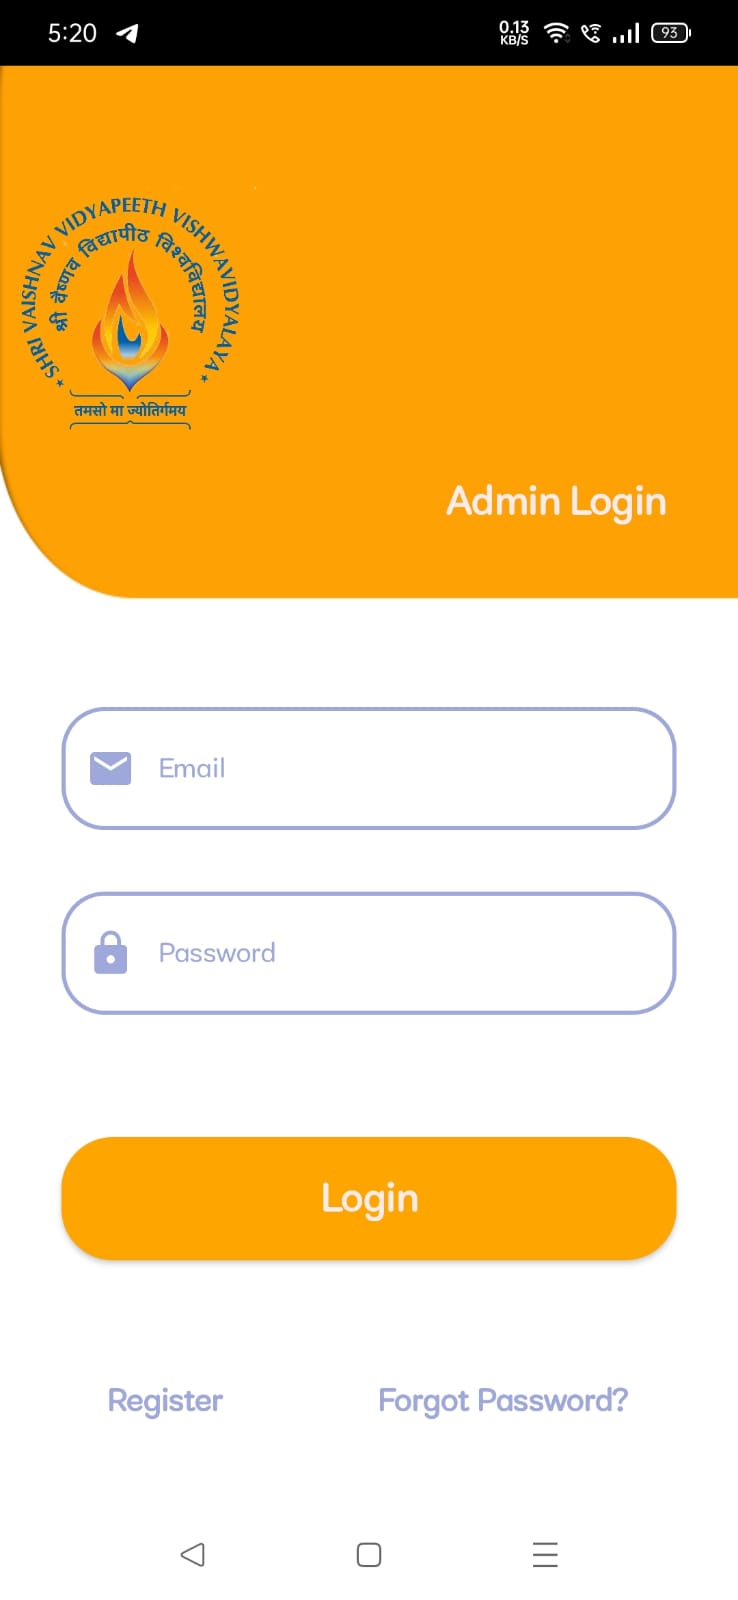 5:20
0.13
KB/S
93
SHRI VAISHNAV VIDYAPEETH VISHWAVIDYALAYA
श्री वैष्णव विद्यापीठ विश्वविद्यालय
तमसो मा ज्योतिर्गमय
Admin Login
Email
Password
Login
Register Forgot Password?